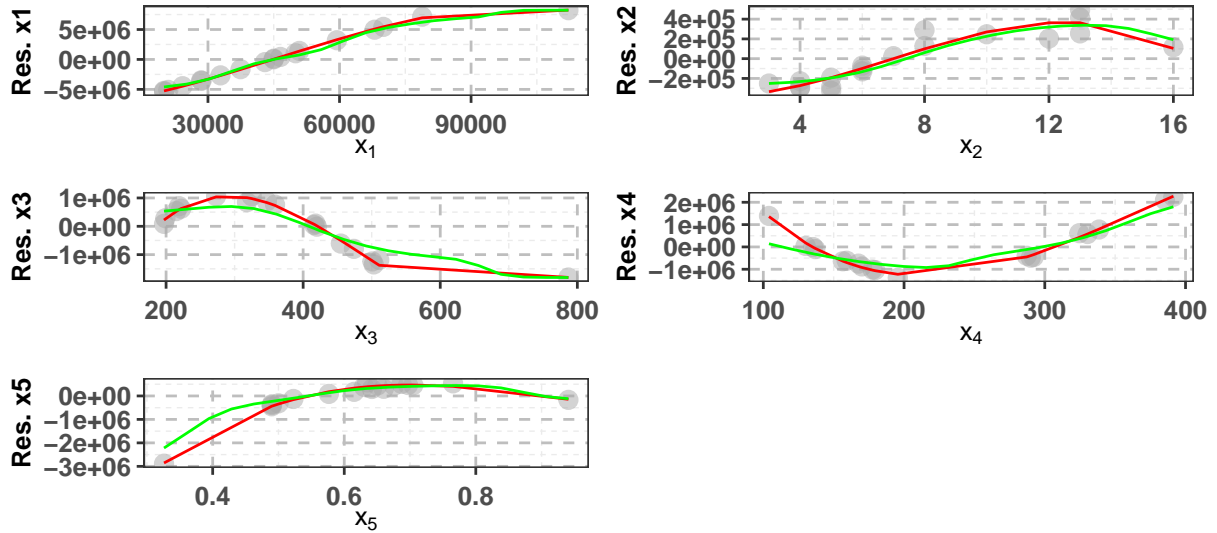 Res. x1
5e+06
0e+00
−5e+06
30000 60000 90000
x1
Res. x2
4e+05
2e+05
0e+00
−2e+05
4 8 12 16
x2
Res. x3
1e+06
0e+00
−1e+06
200 400 600 800
x3
Res. x4
2e+06
1e+06
0e+00
−1e+06
100 200 300 400
x4
Res. x5
0e+00
−1e+06
−2e+06
−3e+06
0.4 0.6 0.8
x5